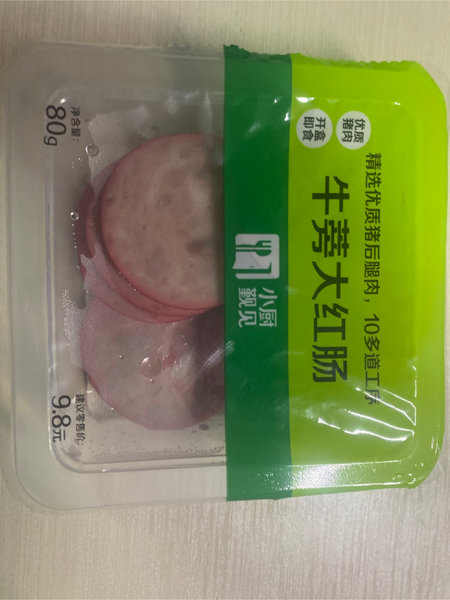 优质
猪肉
开盒
即食
精选优质猪后腿肉，10多道工序
牛蒡大红肠
小厨
觐见
净含量：
80g
建议零售价：
9.8元